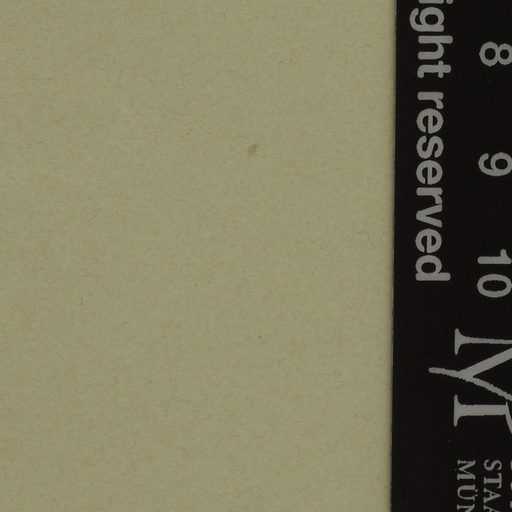 8 9 10
ight reserved
STAA
MÜN